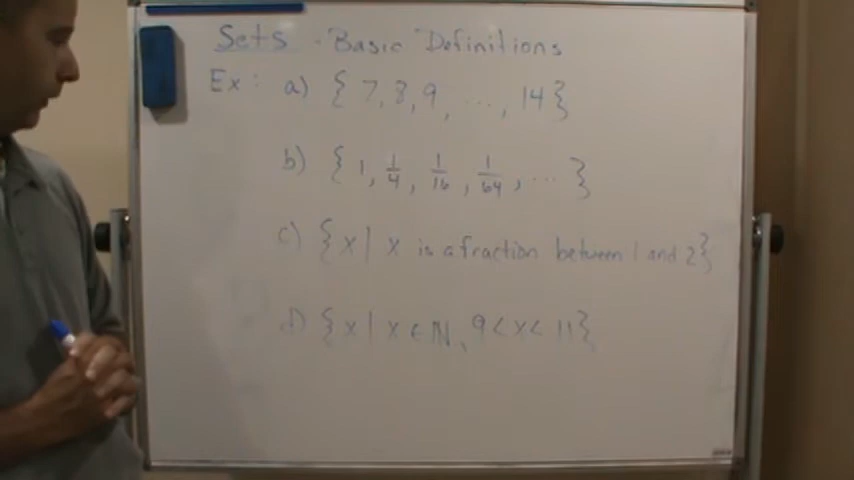 Sets - Basic Definitions
Ex: a) { 7, 8, 9, ..., 14 }
b) { 1, 1/4, 1/16, 1/64, ... }
c) { x | x is a fraction between 1 and 2 }
d) { x | x ∈ ℕ, 9 < x < 11 }